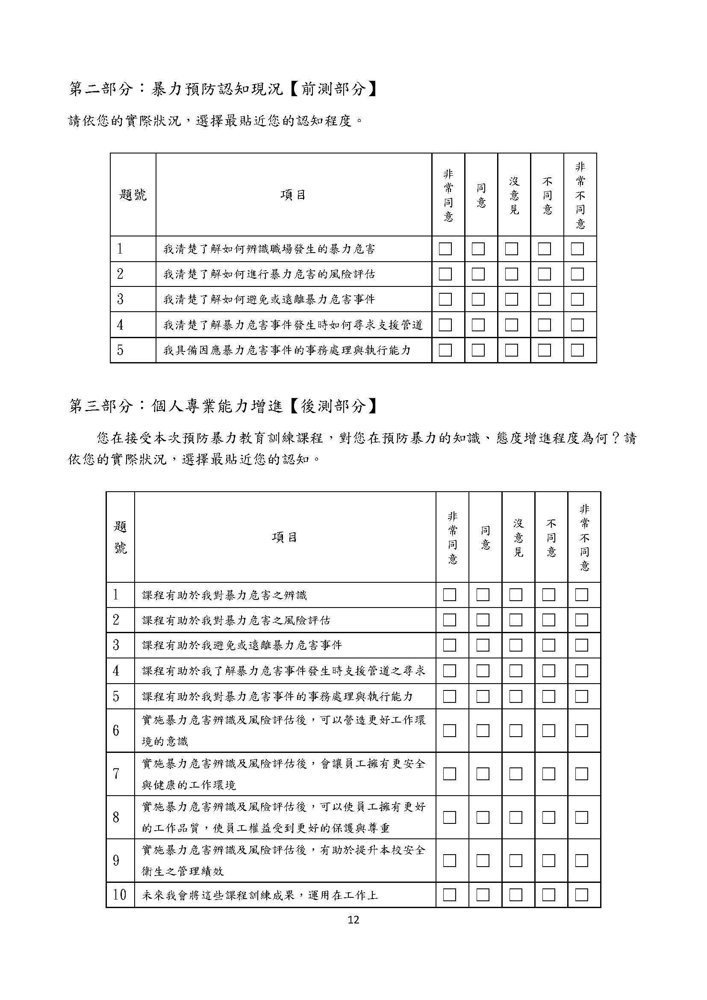 第二部分：暴力預防認知現況【前測部分】
請依您的實際狀況，選擇最貼近您的認知程度。
題號 項目 非常同意 同意 沒意見 不同意 非常不同意
1 我清楚了解如何辨識職場發生的暴力危害 □ □ □ □ □
2 我清楚了解如何進行暴力危害的風險評估 □ □ □ □ □
3 我清楚了解如何避免或遠離暴力危害事件 □ □ □ □ □
4 我清楚了解暴力危害事件發生時如何尋求支援管道 □ □ □ □ □
5 我具備因應暴力危害事件的事務處理與執行能力 □ □ □ □ □
第三部分：個人專業能力增進【後測部分】
您在接受本次預防暴力教育訓練課程，對您在預防暴力的知識、態度增進程度為何？請
依您的實際狀況，選擇最貼近您的認知。
題號 項目 非常同意 同意 沒意見 不同意 非常不同意
1 課程有助於我對暴力危害之辨識 □ □ □ □ □
2 課程有助於我對暴力危害之風險評估 □ □ □ □ □
3 課程有助於我避免或遠離暴力危害事件 □ □ □ □ □
4 課程有助於我了解暴力危害事件發生時支援管道之尋求 □ □ □ □ □
5 課程有助於我對暴力危害事件的事務處理與執行能力 □ □ □ □ □
6 實施暴力危害辨識及風險評估後，可以營造更好工作環
境的意識 □ □ □ □ □
7 實施暴力危害辨識及風險評估後，會讓員工擁有更安全
與健康的工作環境 □ □ □ □ □
8 實施暴力危害辨識及風險評估後，可以使員工擁有更好
的工作品質，使員工權益受到更好的保護與尊重 □ □ □ □ □
9 實施暴力危害辨識及風險評估後，有助於提升本校安全
衛生之管理績效 □ □ □ □ □
10 未來我會將這些課程訓練成果，運用在工作上 □ □ □ □ □
12